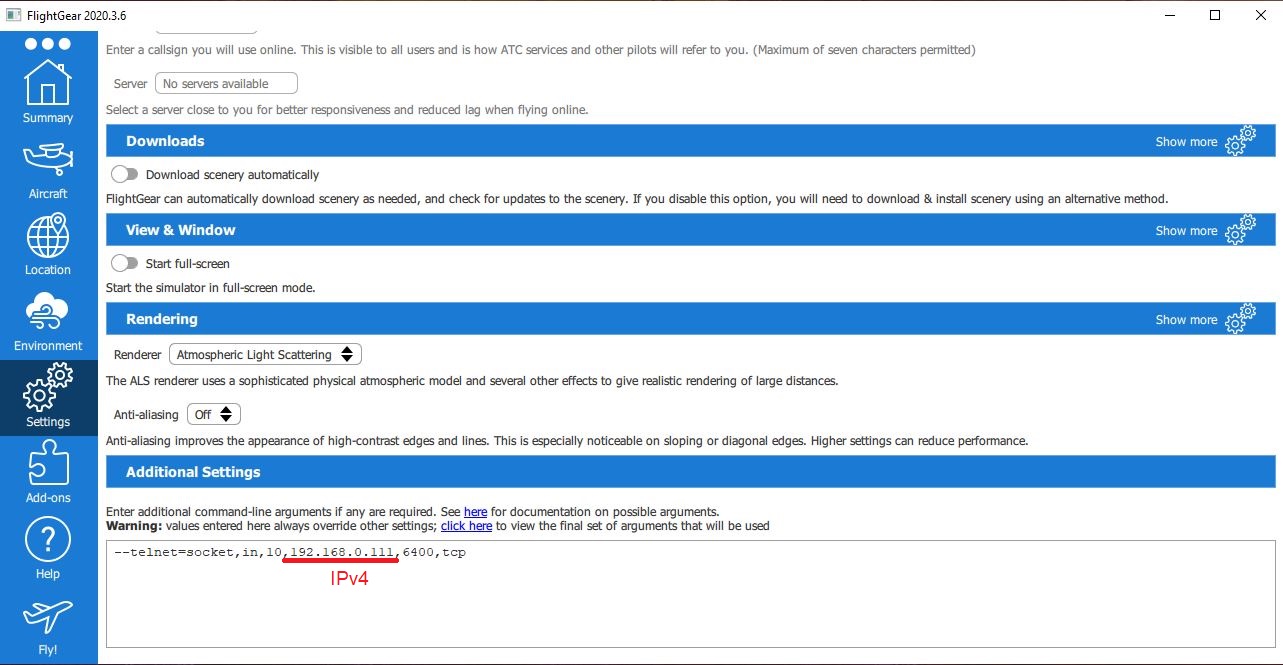 FlightGear 2020.3.6
Enter a callsign you will use online. This is visible to all users and is how ATC services and other pilots will refer to you. (Maximum of seven characters permitted)
Server No servers available
Select a server close to you for better responsiveness and reduced lag when flying online.
Summary
Downloads Show more
Download scenery automatically
Aircraft
FlightGear can automatically download scenery as needed, and check for updates to the scenery. If you disable this option, you will need to download & install scenery using an alternative method.
View & Window Show more
Start full-screen
Location
Start the simulator in full-screen mode.
Rendering Show more
Environment
Renderer Atmospheric Light Scattering
The ALS renderer uses a sophisticated physical atmospheric model and several other effects to give realistic rendering of large distances.
Anti-aliasing Off
Settings
Anti-aliasing improves the appearance of high-contrast edges and lines. This is especially noticeable on sloping or diagonal edges. Higher settings can reduce performance.
Additional Settings
Add-ons
Enter additional command-line arguments if any are required. See here for documentation on possible arguments.
Warning: values entered here always override other settings; click here to view the final set of arguments that will be used
?
--telnet=socket,in,10,192.168.0.111,6400,tcp
Help
IPv4
Fly!